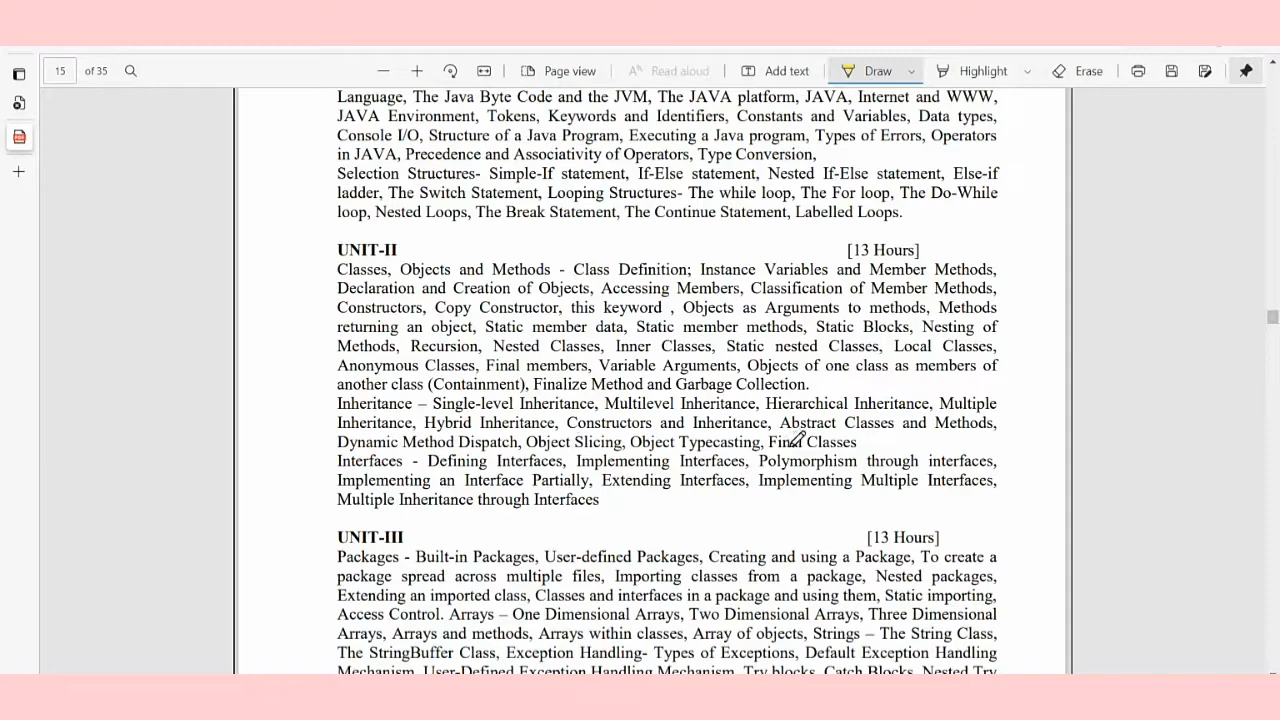 15 of 35 Page view Read aloud Add text Draw Highlight Erase
Language, The Java Byte Code and the JVM, The JAVA platform, JAVA, Internet and WWW,
JAVA Environment, Tokens, Keywords and Identifiers, Constants and Variables, Data types,
Console I/O, Structure of a Java Program, Executing a Java program, Types of Errors, Operators
in JAVA, Precedence and Associativity of Operators, Type Conversion,
Selection Structures- Simple-If statement, If-Else statement, Nested If-Else statement, Else-if
ladder, The Switch Statement, Looping Structures- The while loop, The For loop, The Do-While
loop, Nested Loops, The Break Statement, The Continue Statement, Labelled Loops.
UNIT-II [13 Hours]
Classes, Objects and Methods - Class Definition; Instance Variables and Member Methods,
Declaration and Creation of Objects, Accessing Members, Classification of Member Methods,
Constructors, Copy Constructor, this keyword , Objects as Arguments to methods, Methods
returning an object, Static member data, Static member methods, Static Blocks, Nesting of
Methods, Recursion, Nested Classes, Inner Classes, Static nested Classes, Local Classes,
Anonymous Classes, Final members, Variable Arguments, Objects of one class as members of
another class (Containment), Finalize Method and Garbage Collection.
Inheritance – Single-level Inheritance, Multilevel Inheritance, Hierarchical Inheritance, Multiple
Inheritance, Hybrid Inheritance, Constructors and Inheritance, Abstract Classes and Methods,
Dynamic Method Dispatch, Object Slicing, Object Typecasting, Final Classes
Interfaces - Defining Interfaces, Implementing Interfaces, Polymorphism through interfaces,
Implementing an Interface Partially, Extending Interfaces, Implementing Multiple Interfaces,
Multiple Inheritance through Interfaces
UNIT-III [13 Hours]
Packages - Built-in Packages, User-defined Packages, Creating and using a Package, To create a
package spread across multiple files, Importing classes from a package, Nested packages,
Extending an imported class, Classes and interfaces in a package and using them, Static importing,
Access Control. Arrays – One Dimensional Arrays, Two Dimensional Arrays, Three Dimensional
Arrays, Arrays and methods, Arrays within classes, Array of objects, Strings – The String Class,
The StringBuffer Class, Exception Handling- Types of Exceptions, Default Exception Handling
Mechanism, User-Defined Exception Handling Mechanism, Try blocks, Catch Blocks, Nested Try